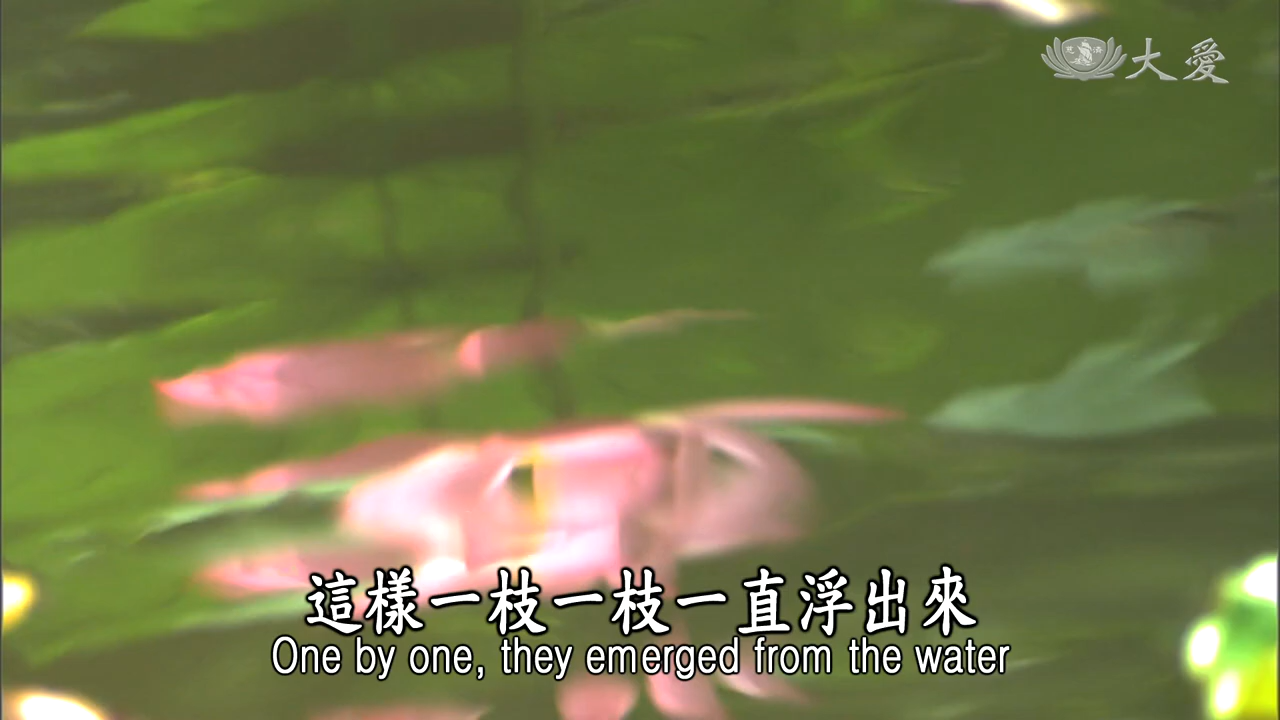 大愛
這樣一枝一枝一直浮出來
One by one, they emerged from the water